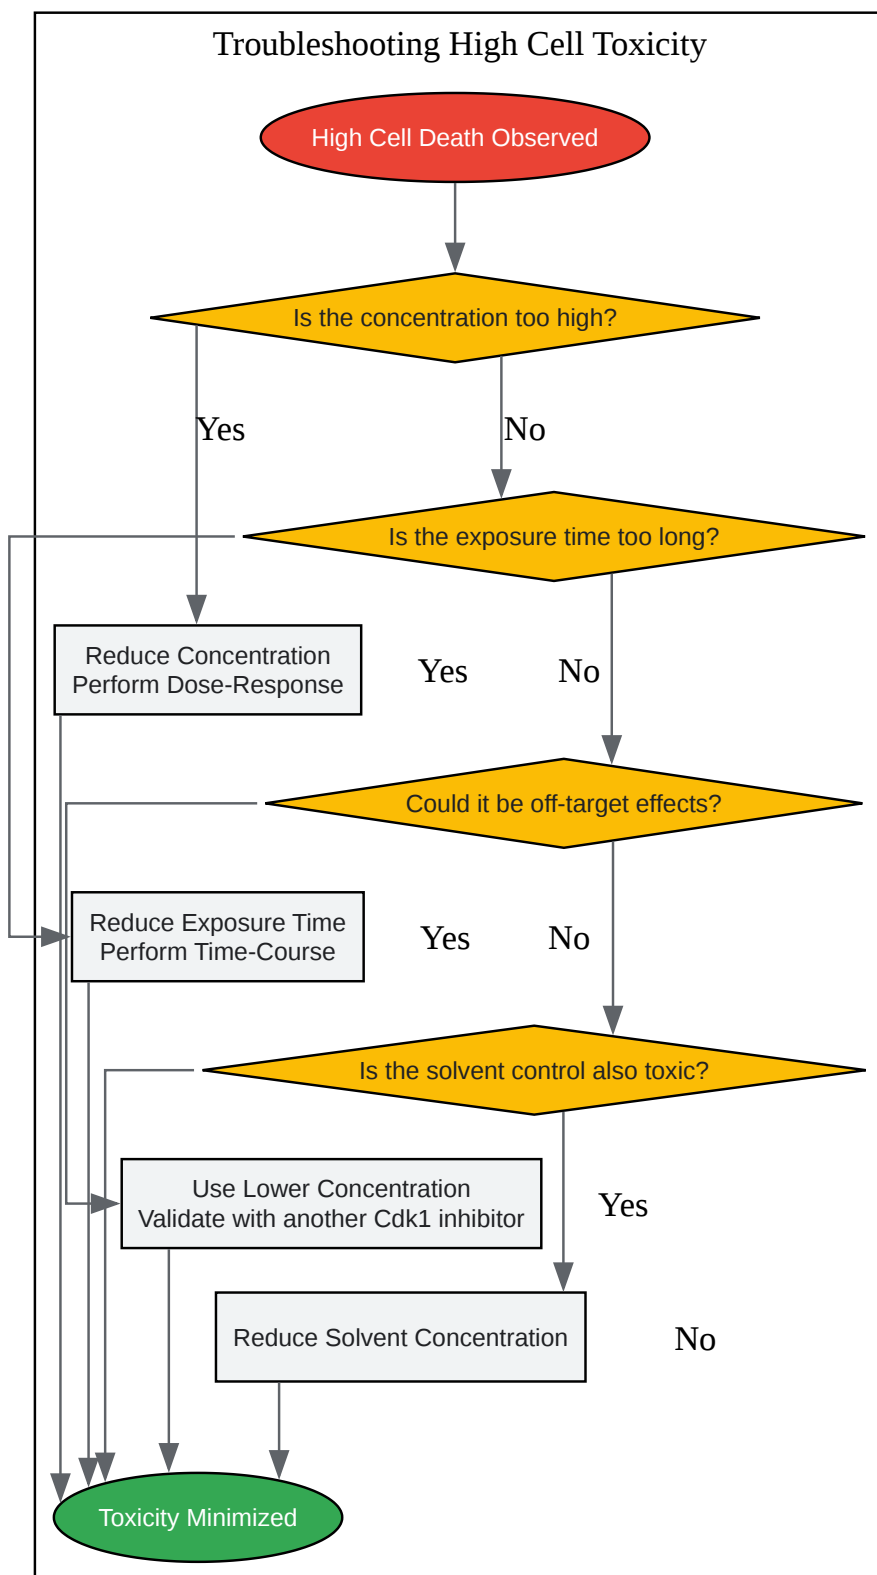 Troubleshooting High Cell Toxicity
High Cell Death Observed
Is the concentration too high?
Yes
No
Is the exposure time too long?
Reduce Concentration
Perform Dose-Response
Yes
No
Could it be off-target effects?
Reduce Exposure Time
Perform Time-Course
Yes
No
Is the solvent control also toxic?
Use Lower Concentration
Validate with another Cdk1 inhibitor
Yes
Reduce Solvent Concentration
No
Toxicity Minimized